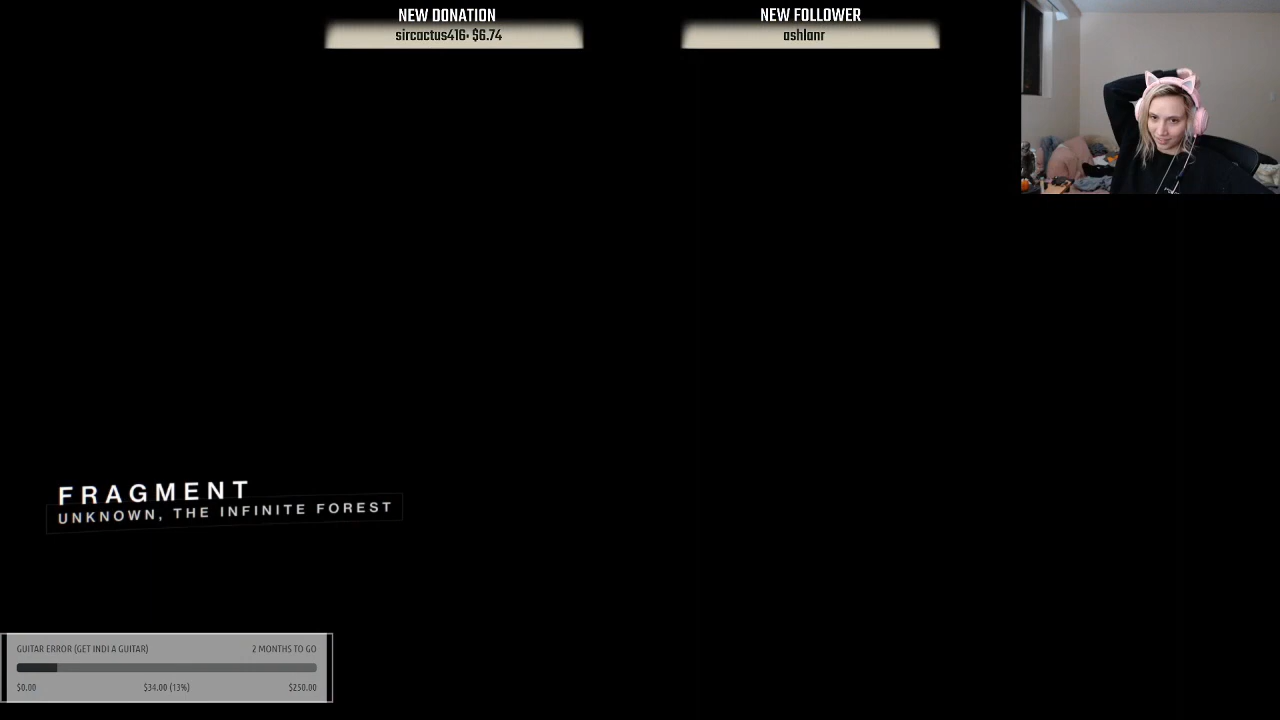 NEW DONATION
sircactus416: $6.74
NEW FOLLOWER
ashlanr
FRAGMENT
UNKNOWN, THE INFINITE FOREST
GUITAR ERROR (GET INDI A GUITAR)
2 MONTHS TO GO
$0.00
$34.00 (13%)
$250.00